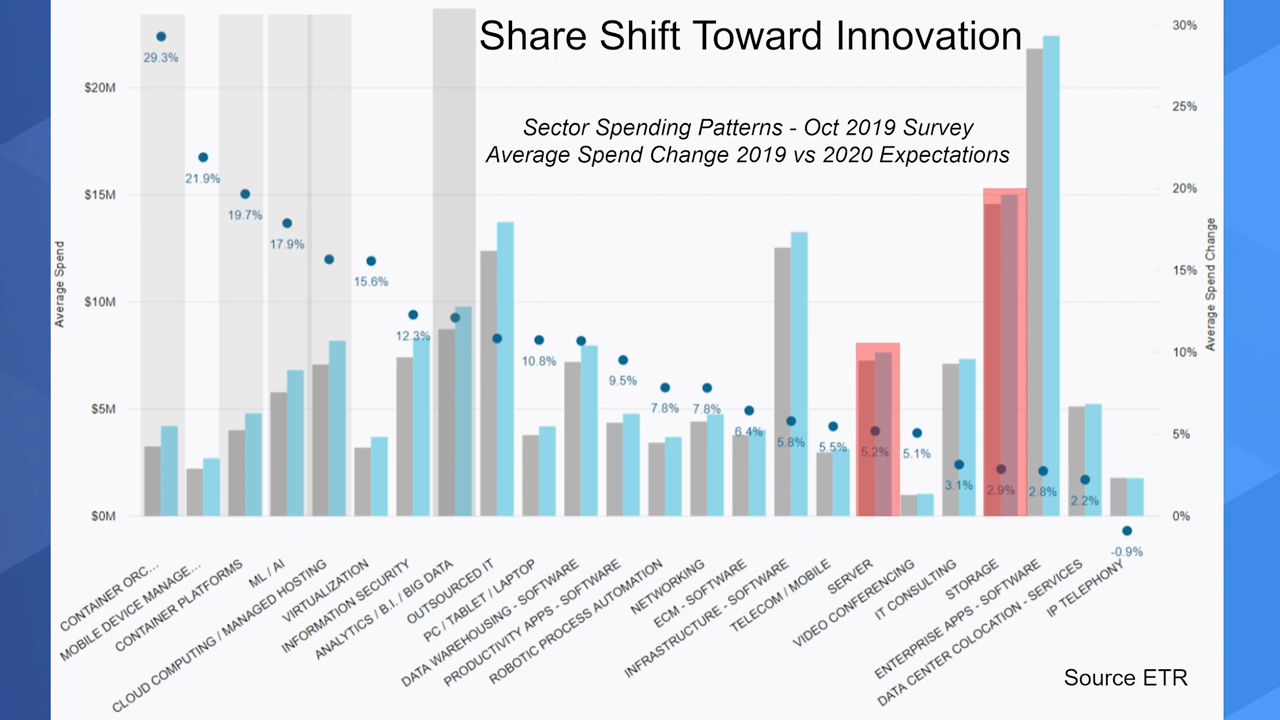 Share Shift Toward Innovation
Sector Spending Patterns - Oct 2019 Survey
Average Spend Change 2019 vs 2020 Expectations
Average Spend
$20M
$15M
$10M
$5M
$0M
29.3%
21.9%
19.7%
17.9%
15.6%
12.3%
10.8%
9.5%
7.8%
7.8%
6.4%
5.8%
5.5%
5.2%
5.1%
3.1%
2.9%
2.8%
2.2%
-0.9%
30%
25%
20%
15%
10%
5%
0%
Average Spend Change
CONTAINER ORC...
MOBILE DEVICE MANAGE...
CONTAINER PLATFORMS
ML / AI
CLOUD COMPUTING / MANAGED HOSTING
VIRTUALIZATION
INFORMATION SECURITY
ANALYTICS / B.I. / BIG DATA
OUTSOURCED IT
PC / TABLET / LAPTOP
DATA WAREHOUSING - SOFTWARE
PRODUCTIVITY APPS - SOFTWARE
ROBOTIC PROCESS AUTOMATION
NETWORKING
ECM - SOFTWARE
INFRASTRUCTURE - SOFTWARE
TELECOM / MOBILE
SERVER
VIDEO CONFERENCING
IT CONSULTING
STORAGE
ENTERPRISE APPS - SOFTWARE
DATA CENTER COLOCATION - SERVICES
IP TELEPHONY
Source ETR